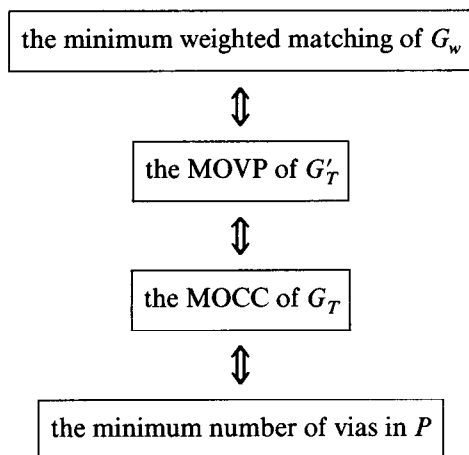 the minimum weighted matching of G_w
⇕
the MOVP of G'_T
⇕
the MOCC of G_T
⇕
the minimum number of vias in P